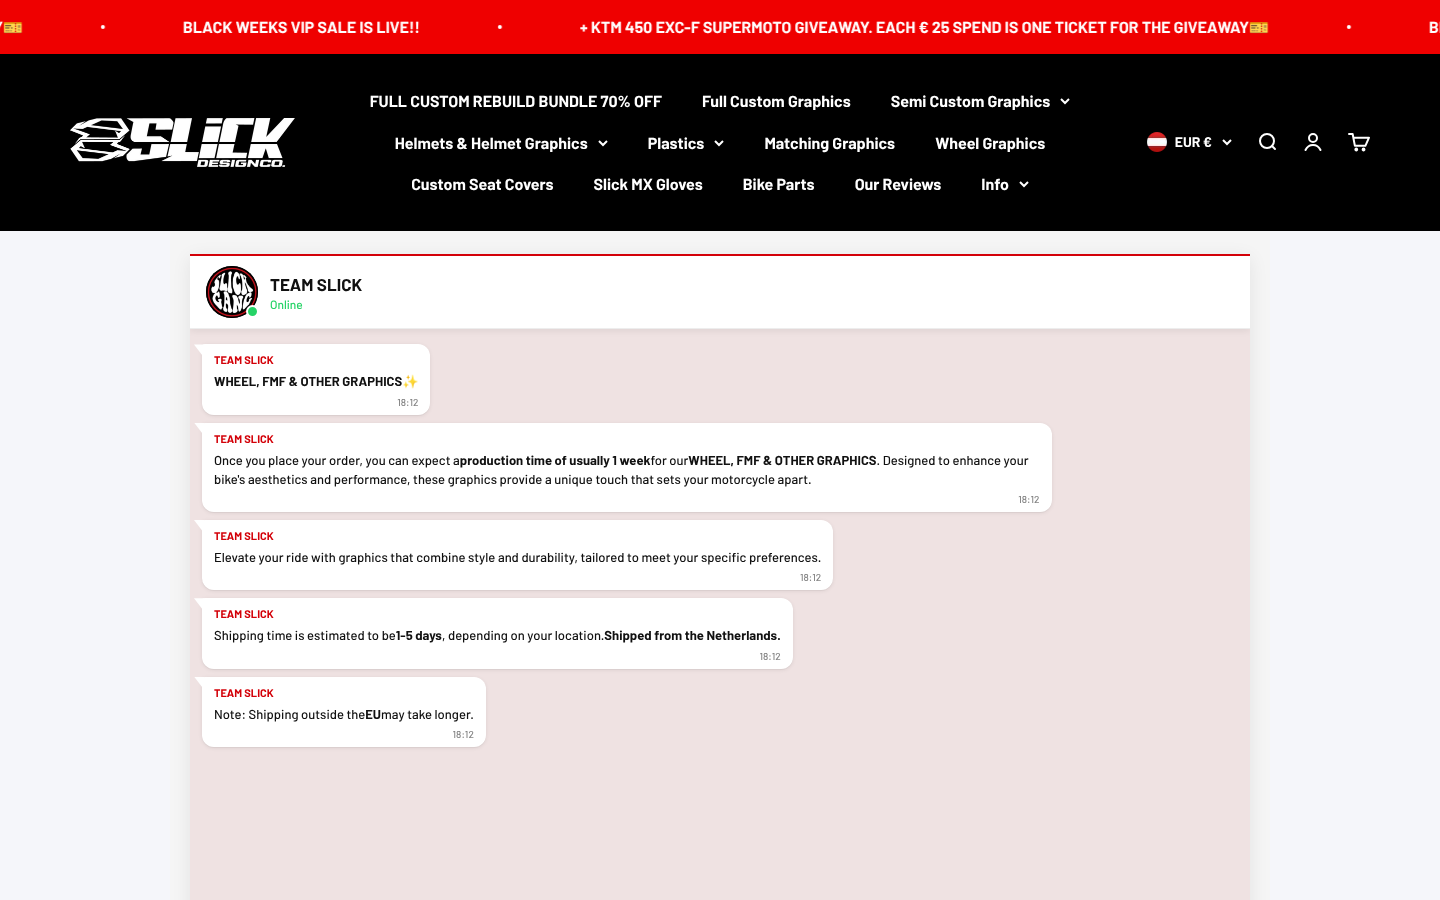 BLACK WEEKS VIP SALE IS LIVE!! • + KTM 450 EXC-F SUPERMOTO GIVEAWAY. EACH € 25 SPEND IS ONE TICKET FOR THE GIVEAWAY🎫 •
FULL CUSTOM REBUILD BUNDLE 70% OFF Full Custom Graphics Semi Custom Graphics
SLICK
DESIGNCO.
Helmets & Helmet Graphics Plastics Matching Graphics Wheel Graphics
EUR €
Custom Seat Covers Slick MX Gloves Bike Parts Our Reviews Info
SLICK
GANG
TEAM SLICK
Online
TEAM SLICK
WHEEL, FMF & OTHER GRAPHICS✨
18:12
TEAM SLICK
Once you place your order, you can expect aproduction time of usually 1 weekfor ourWHEEL, FMF & OTHER GRAPHICS. Designed to enhance your
bike's aesthetics and performance, these graphics provide a unique touch that sets your motorcycle apart.
18:12
TEAM SLICK
Elevate your ride with graphics that combine style and durability, tailored to meet your specific preferences.
18:12
TEAM SLICK
Shipping time is estimated to be1-5 days, depending on your location.Shipped from the Netherlands.
18:12
TEAM SLICK
Note: Shipping outside theEUmay take longer.
18:12